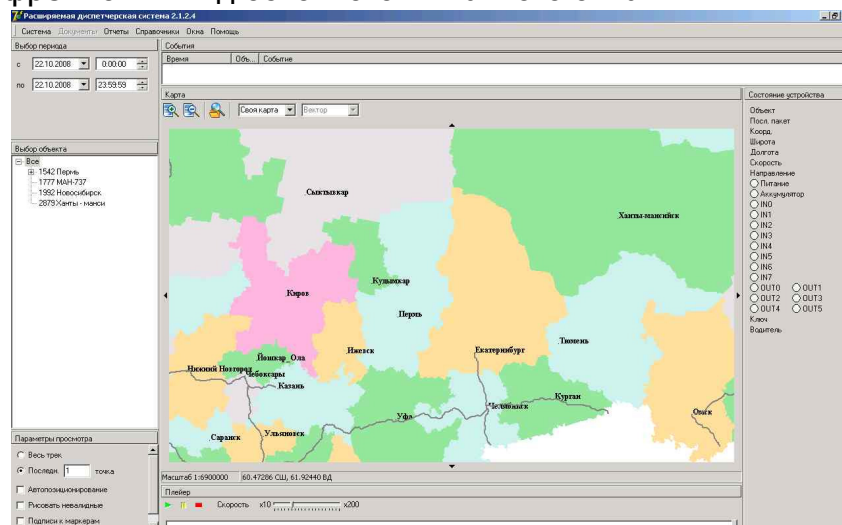 Расширяемая диспетчерская система 2.1.2.4
Система Документы Отчеты Справочники Окна Помощь
Выбор периода
с 22.10.2008 0:00:00
по 22.10.2008 23:59:59
События
Время Объ... Событие
Карта
Своя карта Вектор
Выбор объекта
Все
1542 Пермь
1777 МАН-737
1992 Новосибирск
2879 Ханты - манси
Сыктывкар
Ханты-мансийск
Кудымкар
Киров
Пермь
Йошкар_Ола
Ижевск
Екатеринбург
Тюмень
Нижний Новгород
Чебоксары
Казань
Челябинск
Курган
Уфа
Омск
Саранск
Ульяновск
Масштаб 1:6900000 60.47286 СШ, 61.92440 ВД
Состояние устройства
Объект
Посл. пакет
Коорд.
Широта
Долгота
Скорость
Направление
Питание
Аккумулятор
IN0
IN1
IN2
IN3
IN4
IN5
IN6
IN7
OUT0 OUT1
OUT2 OUT3
OUT4 OUT5
Ключ
Водитель
Параметры просмотра
Весь трек
Последн. 1 точка
Автопозиционирование
Рисовать невалидные
Подписи к маркерам
Плейер
Скорость x10 x200